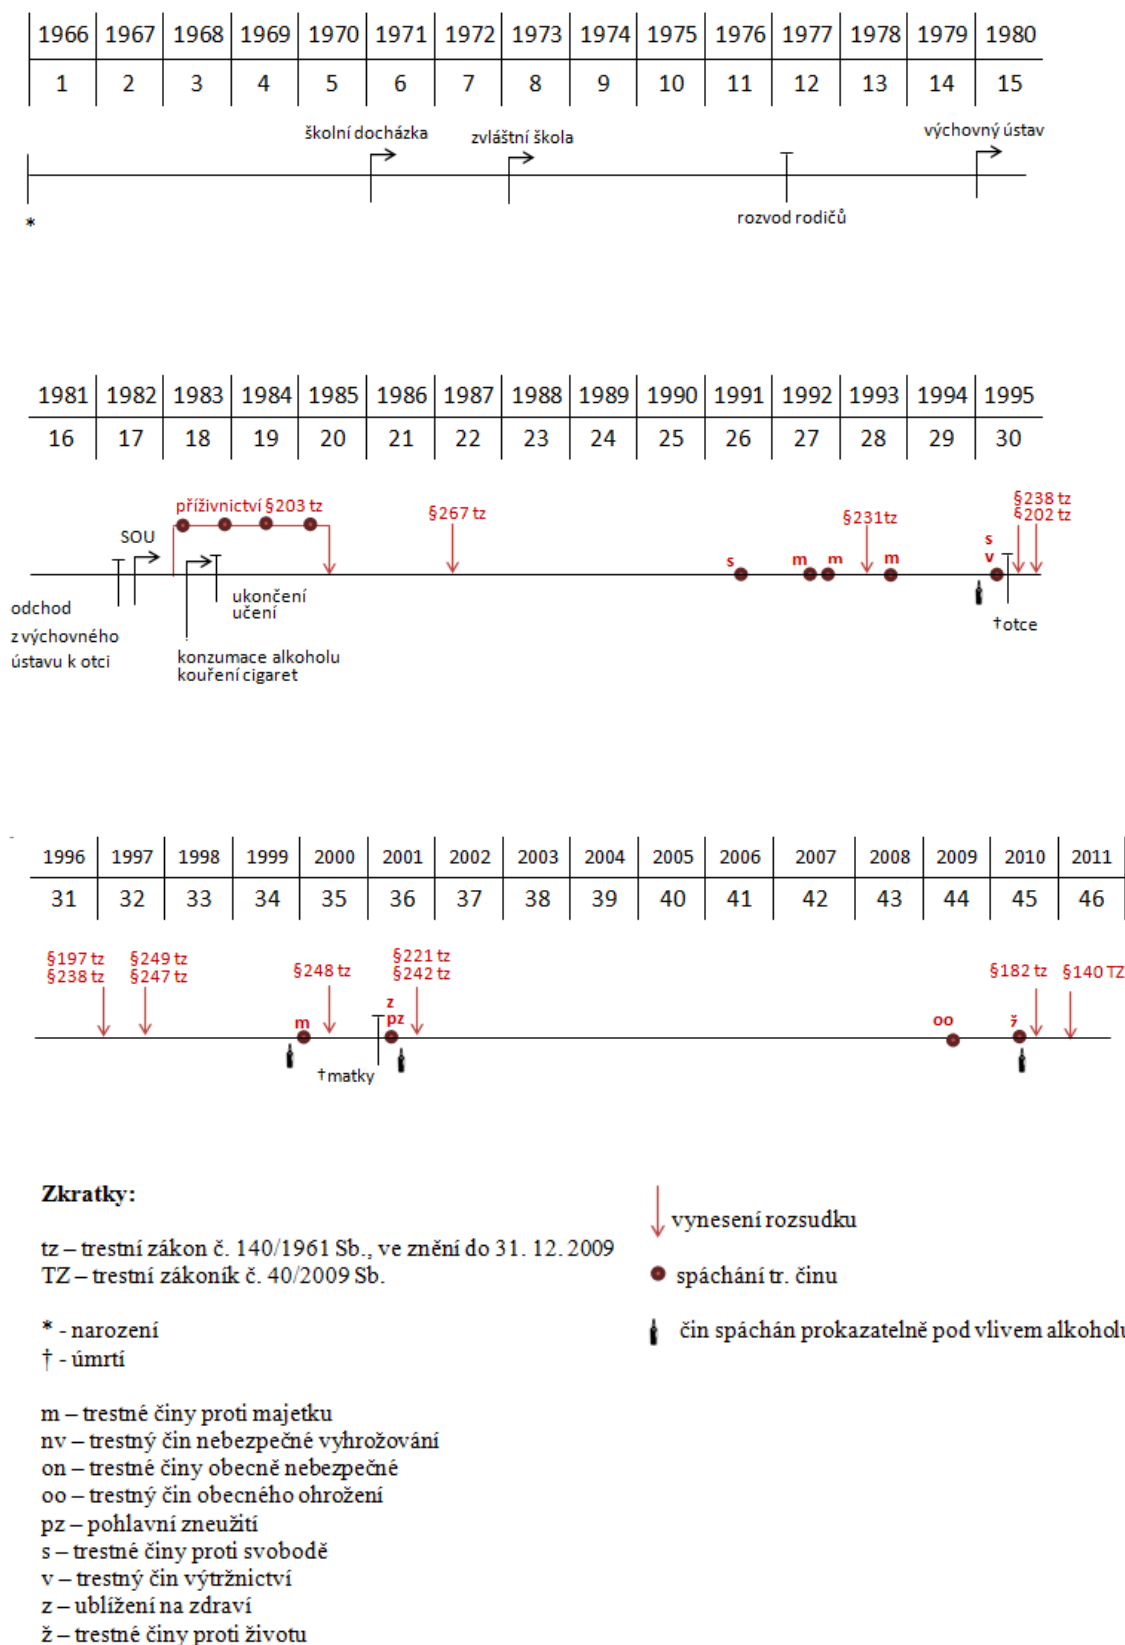 1966 1967 1968 1969 1970 1971 1972 1973 1974 1975 1976 1977 1978 1979 1980
1 2 3 4 5 6 7 8 9 10 11 12 13 14 15
školní docházka
zvláštní škola
výchovný ústav
*
rozvod rodičů
1981 1982 1983 1984 1985 1986 1987 1988 1989 1990 1991 1992 1993 1994 1995
16 17 18 19 20 21 22 23 24 25 26 27 28 29 30
příživnictví §203 tz
SOU
§267 tz
§231tz
§238 tz
§202 tz
s
m
m
m
s
v
odchod
z výchovného
ústavu k otci
ukončení
učení
konzumace alkoholu
kouření cigaret
†otce
1996 1997 1998 1999 2000 2001 2002 2003 2004 2005 2006 2007 2008 2009 2010 2011
31 32 33 34 35 36 37 38 39 40 41 42 43 44 45 46
§197 tz
§238 tz
§249 tz
§247 tz
§248 tz
§221 tz
§242 tz
§182 tz
§140 TZ
m
z
pz
oo
ž
†matky
Zkratky:
tz – trestní zákon č. 140/1961 Sb., ve znění do 31. 12. 2009
TZ – trestní zákoník č. 40/2009 Sb.
* - narození
† - úmrtí
m – trestné činy proti majetku
nv – trestný čin nebezpečné vyhrožování
on – trestné činy obecně nebezpečné
oo – trestný čin obecného ohrožení
pz – pohlavní zneužití
s – trestné činy proti svobodě
v – trestný čin výtržnictví
z – ublížení na zdraví
ž – trestné činy proti životu
vynesení rozsudku
spáchání tr. činu
čin spáchán prokazatelně pod vlivem alkoholu